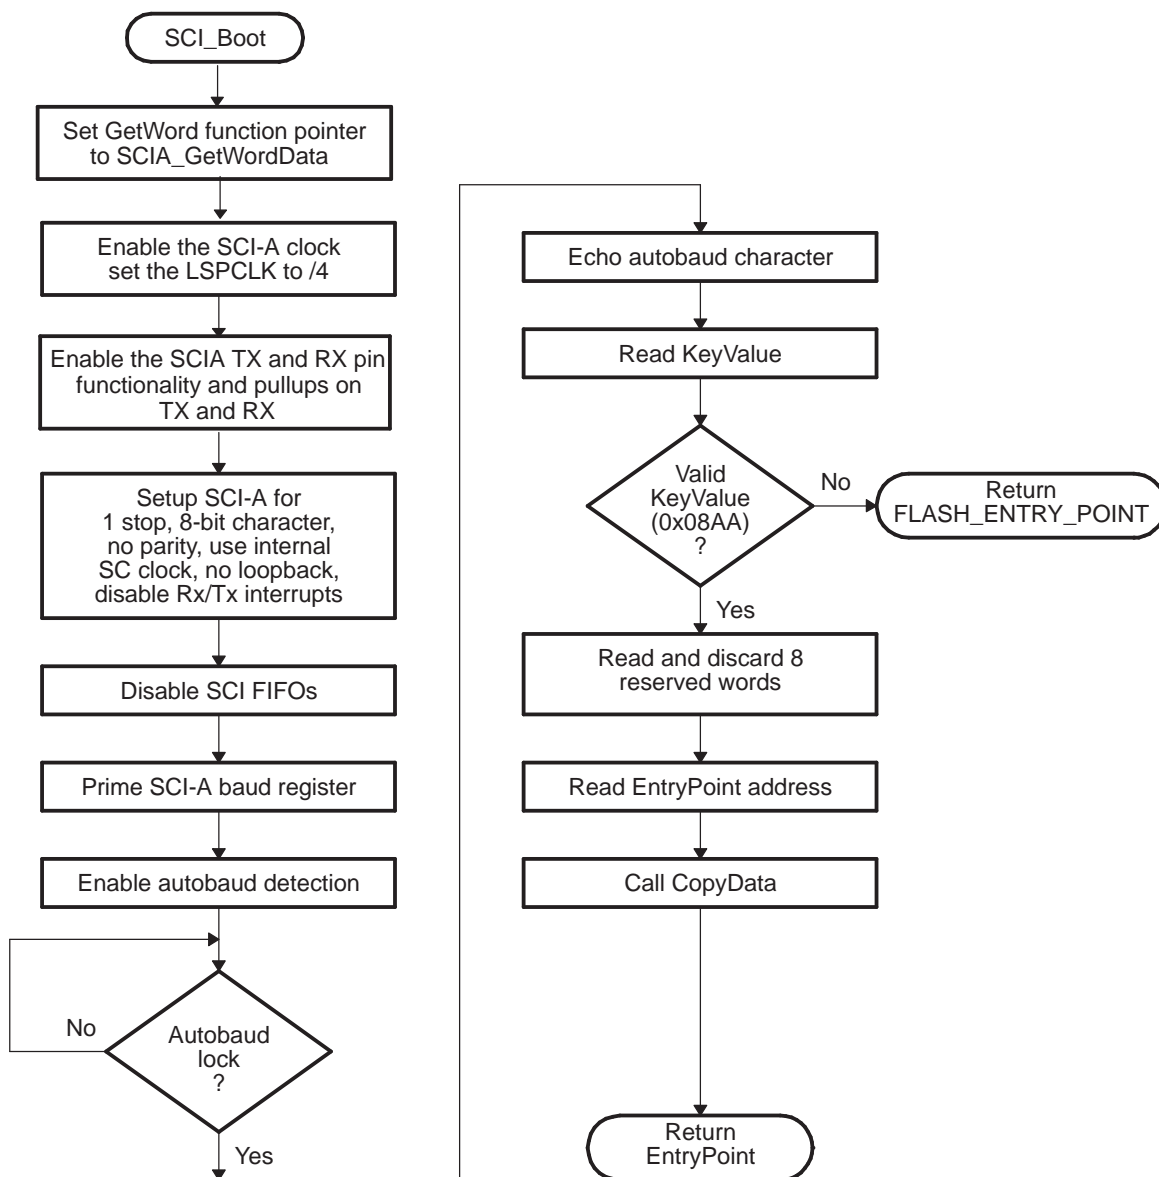 SCI_Boot
Set GetWord function pointer
to SCIA_GetWordData
Enable the SCI-A clock
set the LSPCLK to /4
Enable the SCIA TX and RX pin
functionality and pullups on
TX and RX
Setup SCI-A for
1 stop, 8-bit character,
no parity, use internal
SC clock, no loopback,
disable Rx/Tx interrupts
Disable SCI FIFOs
Prime SCI-A baud register
Enable autobaud detection
No
Autobaud
lock
?
Yes
Echo autobaud character
Read KeyValue
Valid
KeyValue
(0x08AA)
?
No
Return
FLASH_ENTRY_POINT
Yes
Read and discard 8
reserved words
Read EntryPoint address
Call CopyData
Return
EntryPoint